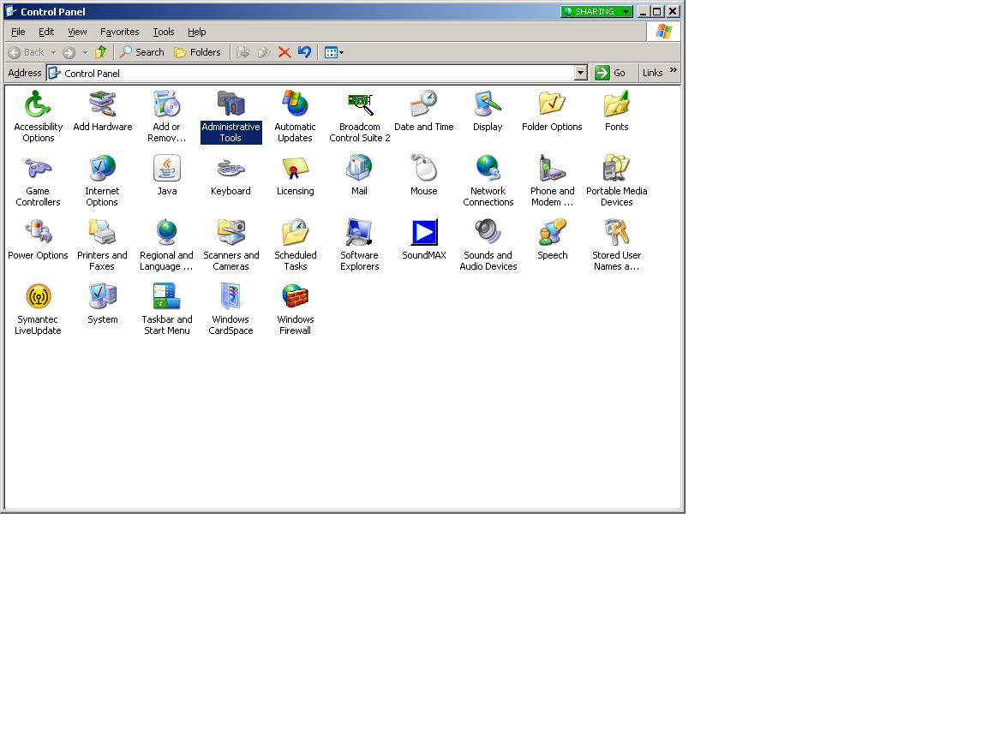 Control Panel
SHARING
File Edit View Favorites Tools Help
Back Search Folders
Address Control Panel Go Links »
Accessibility Options
Add Hardware
Add or Remov...
Administrative Tools
Automatic Updates
Broadcom Control Suite 2
Date and Time
Display
Folder Options
Fonts
Game Controllers
Internet Options
Java
Keyboard
Licensing
Mail
Mouse
Network Connections
Phone and Modem ...
Portable Media Devices
Power Options
Printers and Faxes
Regional and Language ...
Scanners and Cameras
Scheduled Tasks
Software Explorers
SoundMAX
Sounds and Audio Devices
Speech
Stored User Names a...
Symantec LiveUpdate
System
Taskbar and Start Menu
Windows CardSpace
Windows Firewall